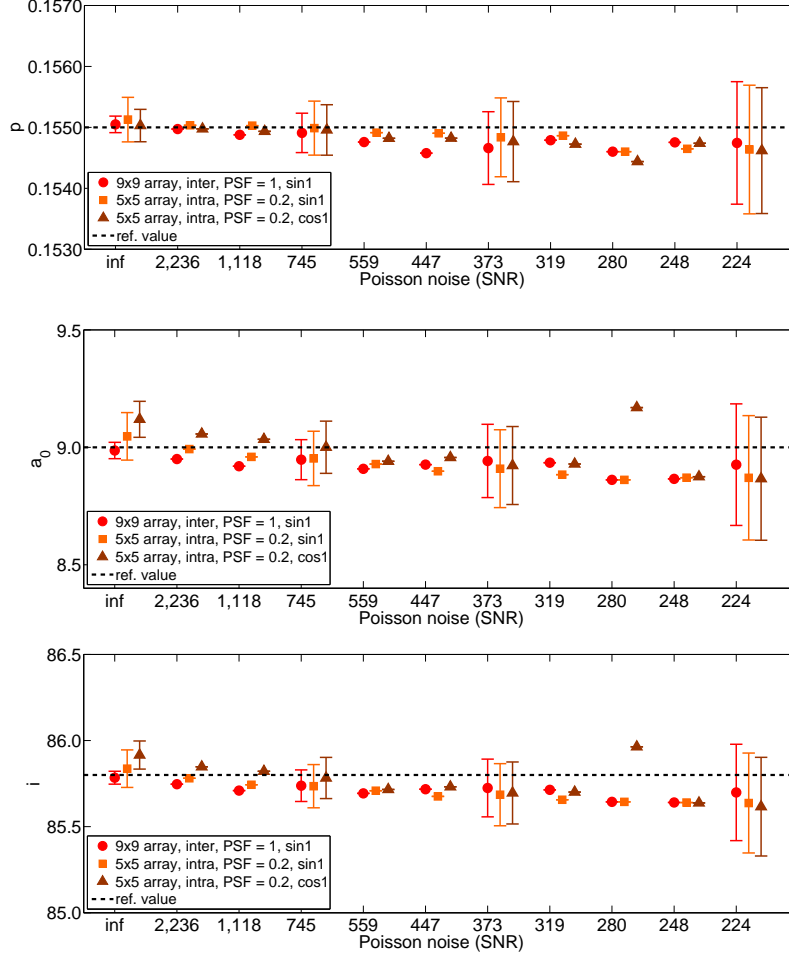 0.1570
0.1560
0.1550
0.1540
0.1530
p
9x9 array, inter, PSF = 1, sin1
5x5 array, intra, PSF = 0.2, sin1
5x5 array, intra, PSF = 0.2, cos1
ref. value
inf 2,236 1,118 745 559 447 373 319 280 248 224
Poisson noise (SNR)
9.5
9.0
8.5
a0
9x9 array, inter, PSF = 1, sin1
5x5 array, intra, PSF = 0.2, sin1
5x5 array, intra, PSF = 0.2, cos1
ref. value
inf 2,236 1,118 745 559 447 373 319 280 248 224
Poisson noise (SNR)
86.5
86.0
85.5
85.0
i
9x9 array, inter, PSF = 1, sin1
5x5 array, intra, PSF = 0.2, sin1
5x5 array, intra, PSF = 0.2, cos1
ref. value
inf 2,236 1,118 745 559 447 373 319 280 248 224
Poisson noise (SNR)